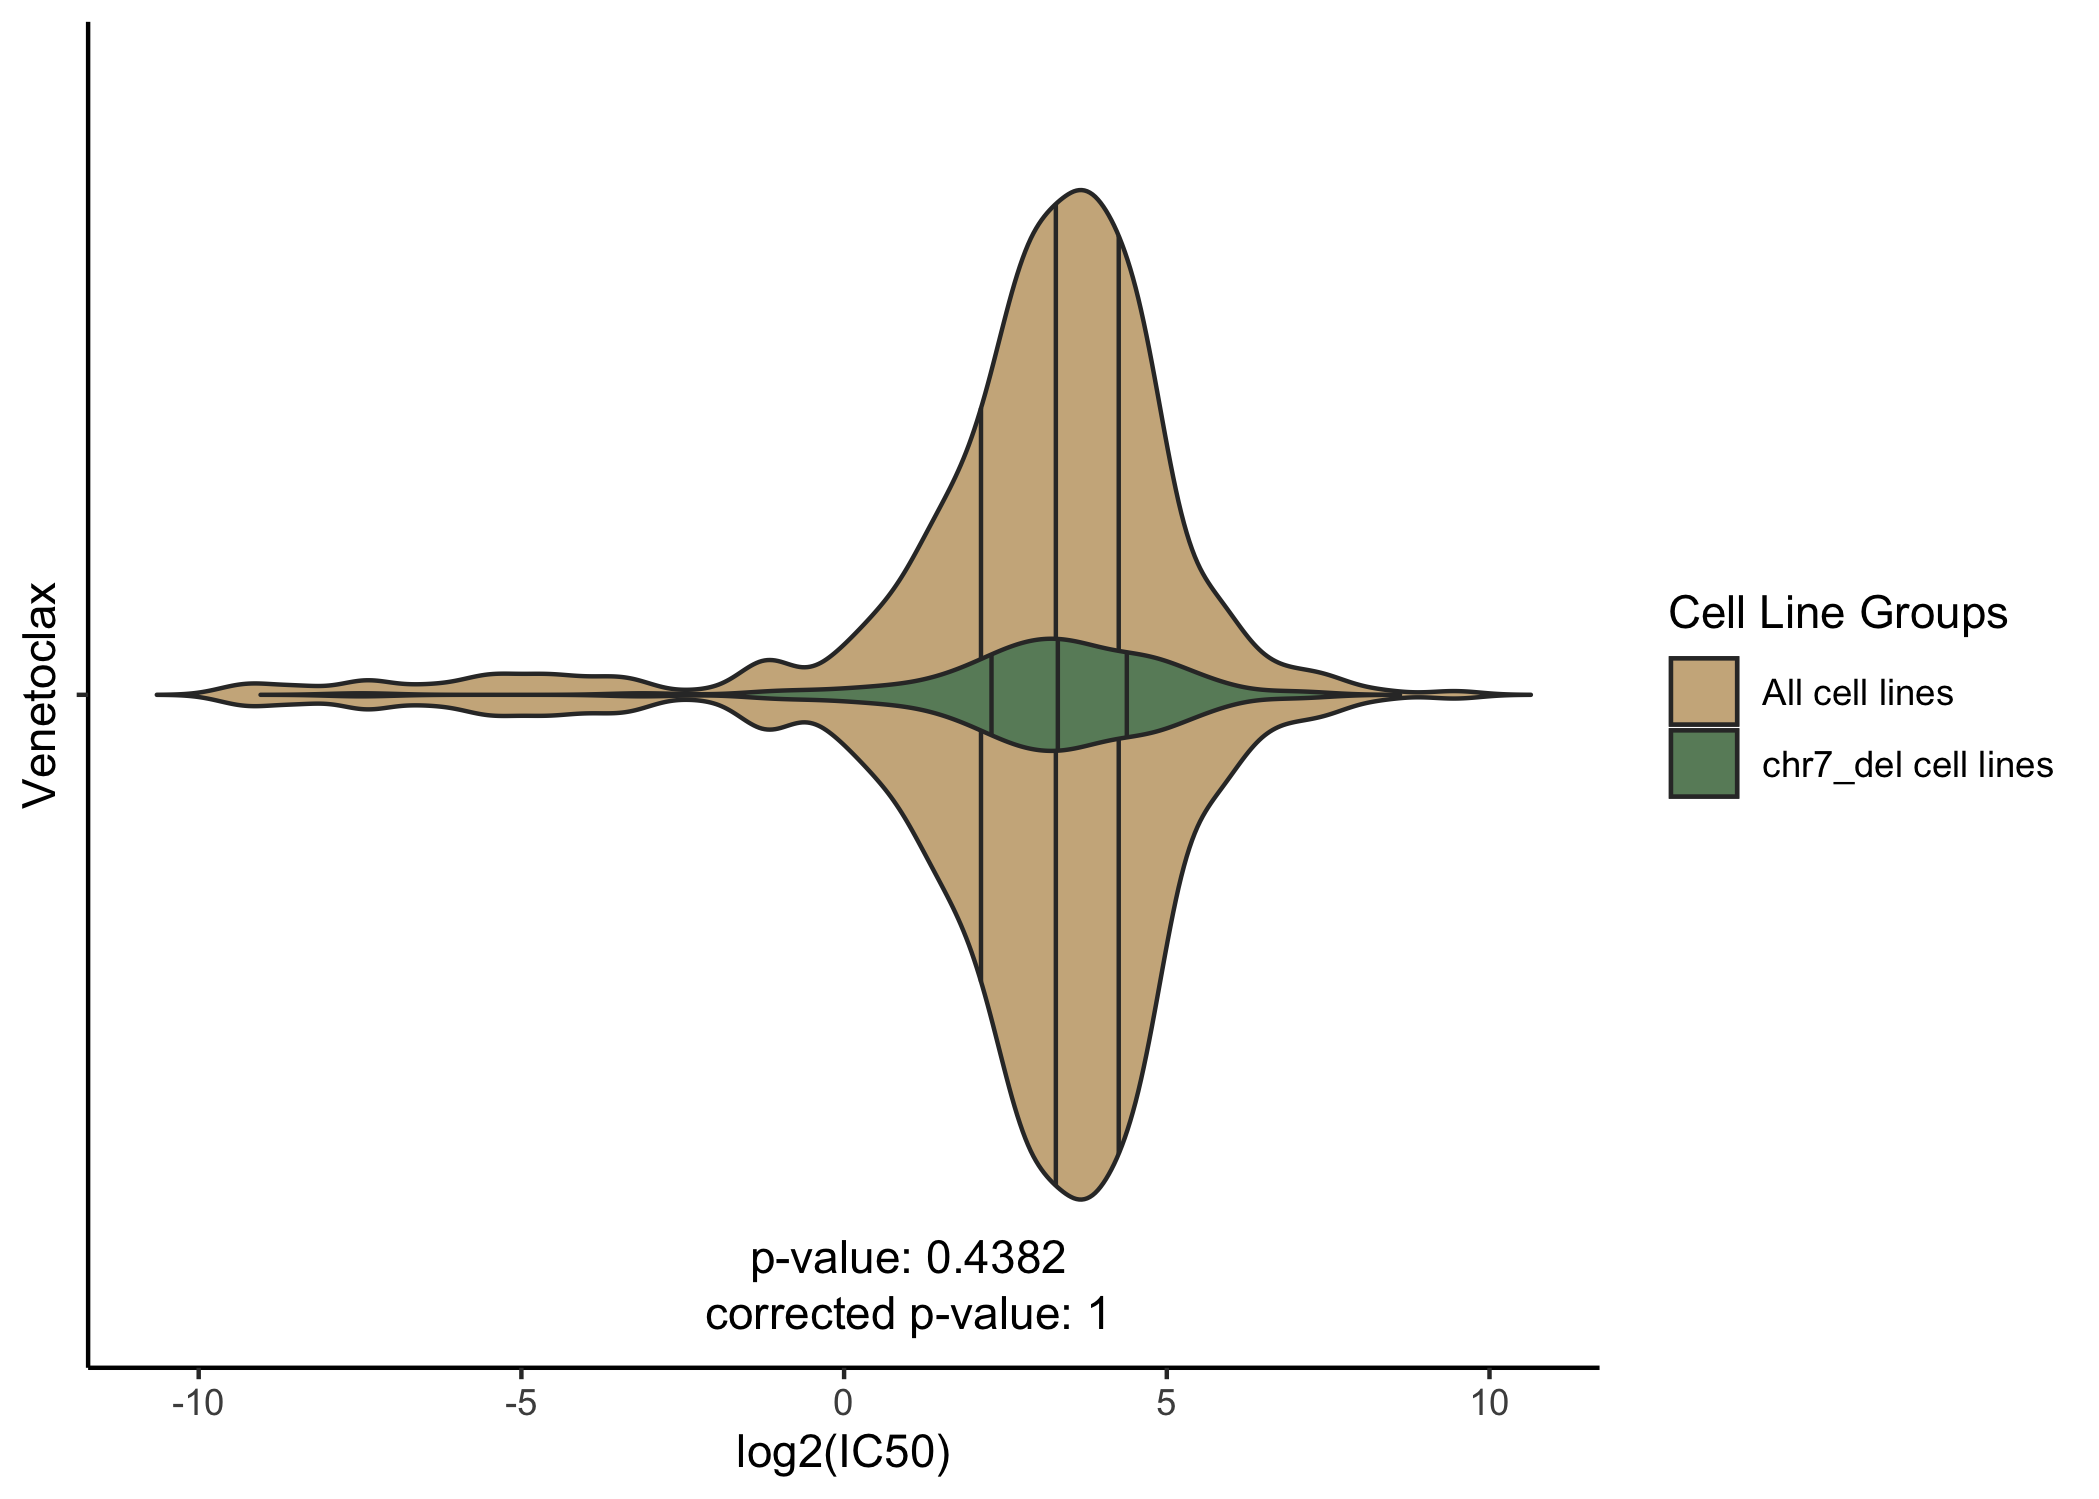 Venetoclax
p-value: 0.4382
corrected p-value: 1
-10
-5
0
5
10
log2(IC50)
Cell Line Groups
All cell lines
chr7_del cell lines